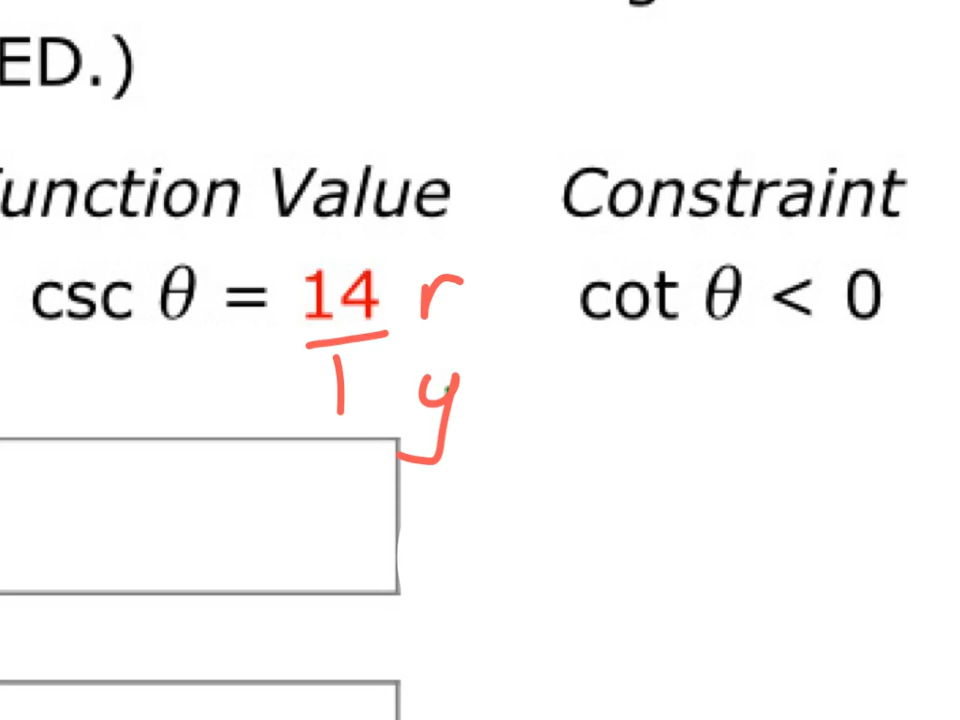 ED.)
unction Value Constraint
csc θ = 14 r cot θ < 0
1 y